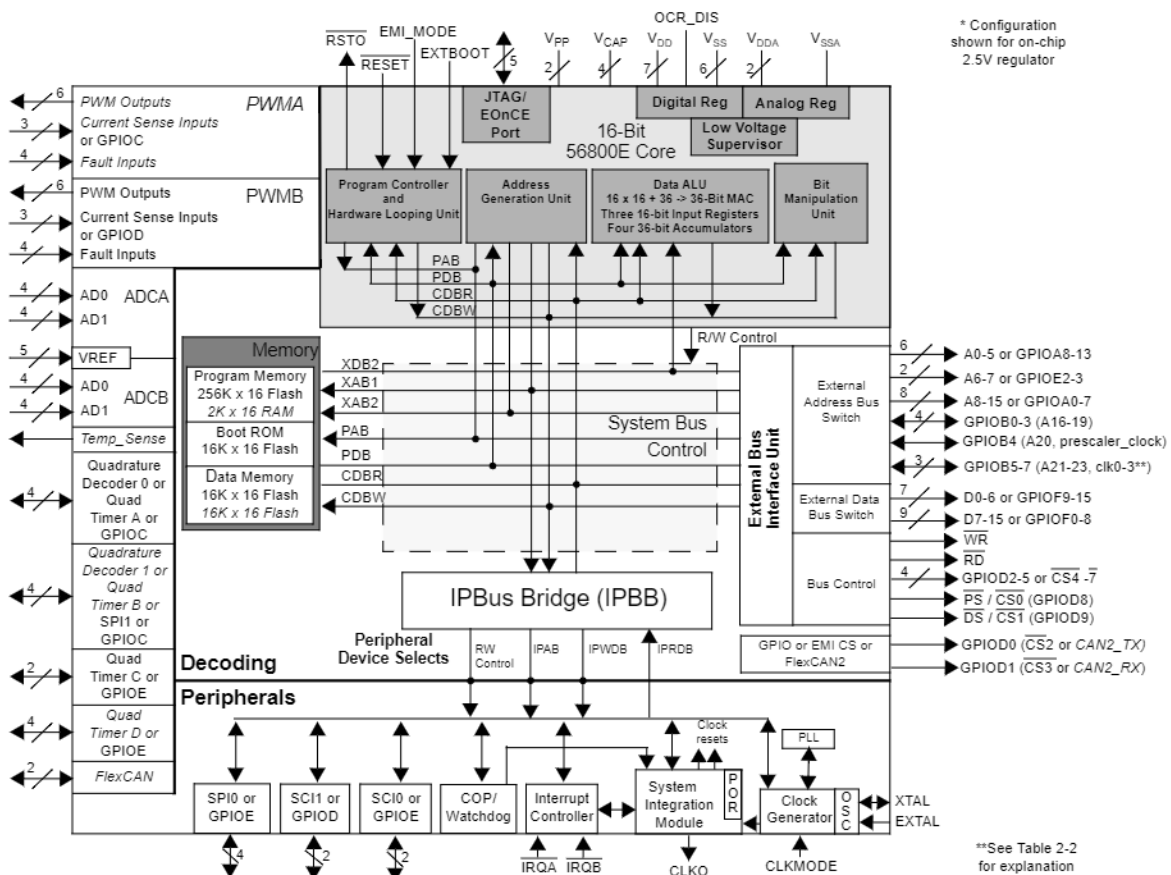 OCR_DIS
* Configuration
shown for on-chip
2.5V regulator
RSTO
EMI_MODE
RESET
EXTBOOT
5
VPP
2
VCAP
4
VDD
7
VSS
6
VDDA
2
VSSA
6
PWM Outputs
PWMA
3
Current Sense Inputs
or GPIOC
4
Fault Inputs
6
PWM Outputs
PWMB
3
Current Sense Inputs
or GPIOD
4
Fault Inputs
JTAG/
EOnCE
Port
Digital Reg
Analog Reg
Low Voltage
Supervisor
16-Bit
56800E Core
Program Controller
and
Hardware Looping Unit
Address
Generation Unit
Data ALU
16 x 16 + 36 -> 36-Bit MAC
Three 16-bit Input Registers
Four 36-bit Accumulators
Bit
Manipulation
Unit
PAB
PDB
CDBR
CDBW
4
AD0
ADCA
4
AD1
5
VREF
4
AD0
ADCB
4
AD1
Temp_Sense
4
Quadrature
Decoder 0 or
Quad
Timer A or
GPIOC
4
Quadrature
Decoder 1 or
Quad
Timer B or
SPI1 or
GPIOC
2
Quad
Timer C or
GPIOE
4
Quad
Timer D or
GPIOE
2
FlexCAN
Memory
Program Memory
256K x 16 Flash
2K x 16 RAM
Boot ROM
16K x 16 Flash
Data Memory
16K x 16 Flash
16K x 16 Flash
XDB2
XAB1
XAB2
PAB
PDB
CDBR
CDBW
R/W Control
System Bus
Control
External Bus
Interface Unit
External
Address Bus
Switch
External Data
Bus Switch
Bus Control
GPIO or EMI CS or
FlexCAN2
6
A0-5 or GPIOA8-13
2
A6-7 or GPIOE2-3
8
A8-15 or GPIOA0-7
4
GPIOB0-3 (A16-19)
GPIOB4 (A20, prescaler_clock)
3
GPIOB5-7 (A21-23, clk0-3**)
7
D0-6 or GPIOF9-15
9
D7-15 or GPIOF0-8
WR
RD
4
GPIOD2-5 or CS4 -7
PS / CS0 (GPIOD8)
DS / CS1 (GPIOD9)
GPIOD0 (CS2 or CAN2_TX)
GPIOD1 (CS3 or CAN2_RX)
IPBus Bridge (IPBB)
Peripheral
Device Selects
RW
Control
IPAB
IPWDB
IPRDB
Decoding
Peripherals
Clock
resets
PLL
SPI0 or
GPIOE
SCI1 or
GPIOD
SCI0 or
GPIOE
COP/
Watchdog
Interrupt
Controller
System
Integration
Module
POR
Clock
Generator
OSC
XTAL
EXTAL
4
2
2
IRQA
IRQB
CLKO
CLKMODE
**See Table 2-2
for explanation